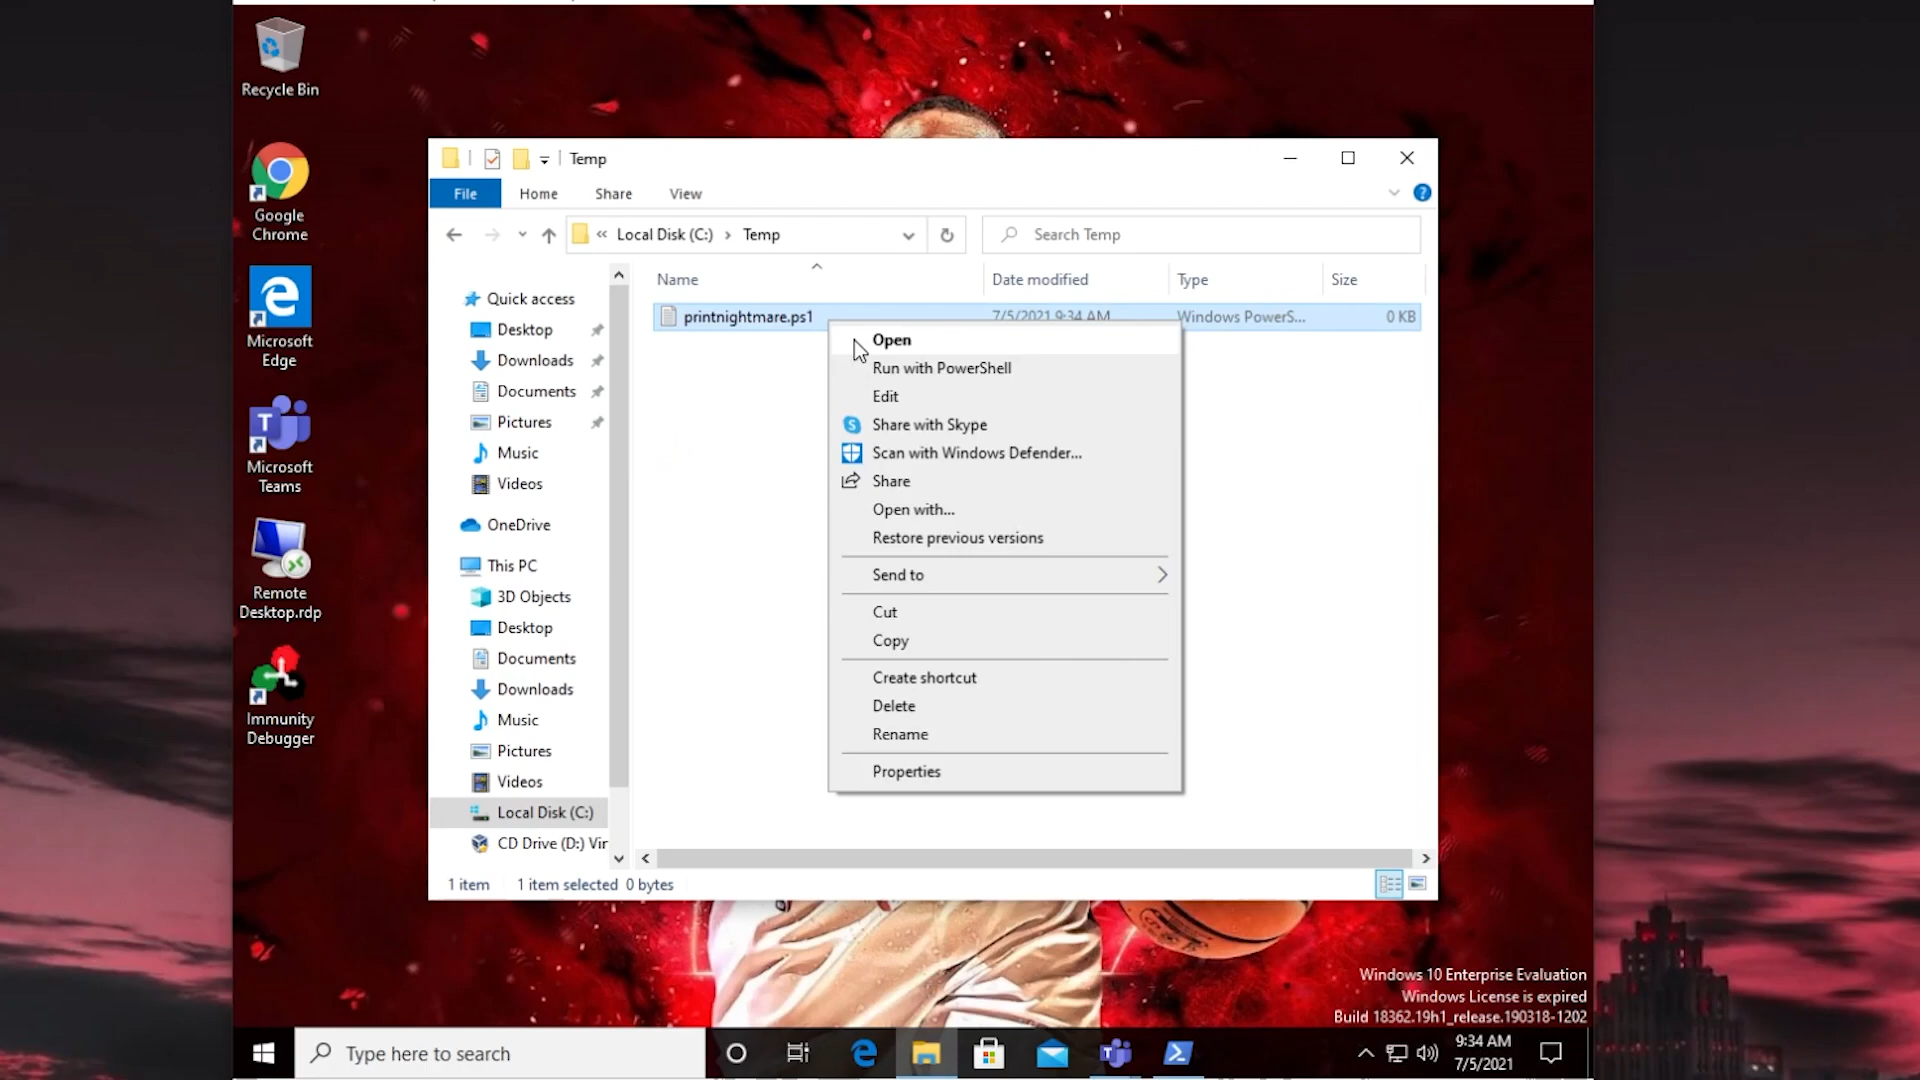 Recycle Bin
Google
Chrome
Microsoft
Edge
Microsoft
Teams
Remote
Desktop.rdp
Immunity
Debugger
Temp
File Home Share View
Local Disk (C:) Temp
Search Temp
Name Date modified Type Size
printnightmare.ps1 7/5/2021 9:34 AM Windows PowerS... 0 KB
Quick access
Desktop
Downloads
Documents
Pictures
Music
Videos
OneDrive
This PC
3D Objects
Desktop
Documents
Downloads
Music
Pictures
Videos
Local Disk (C:)
CD Drive (D:) Vir
Open
Run with PowerShell
Edit
Share with Skype
Scan with Windows Defender...
Share
Open with...
Restore previous versions
Send to
Cut
Copy
Create shortcut
Delete
Rename
Properties
1 item 1 item selected 0 bytes
Windows 10 Enterprise Evaluation
Windows License is expired
Build 18362.19h1_release.190318-1202
Type here to search
9:34 AM
7/5/2021